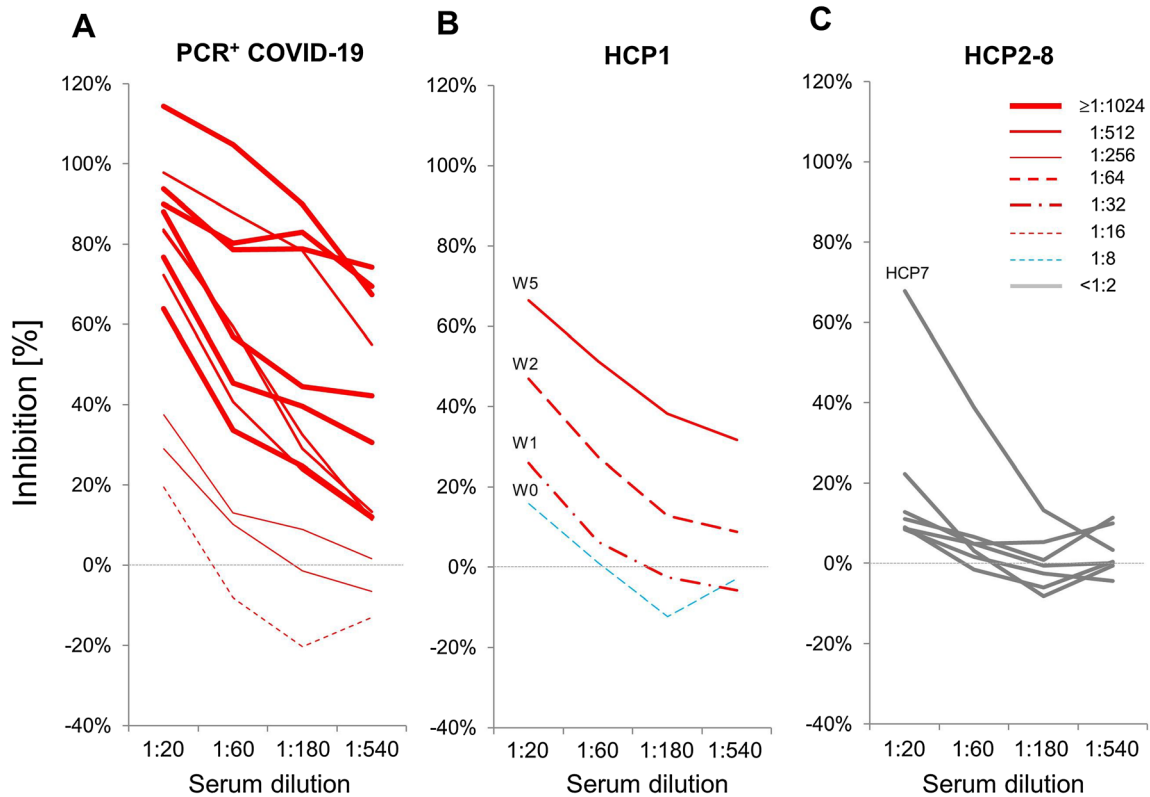 A
PCR⁺ COVID-19
120%
100%
80%
60%
40%
20%
0%
-20%
-40%
Inhibition [%]
1:20 1:60 1:180 1:540
Serum dilution
B
HCP1
120%
100%
80%
60%
40%
20%
0%
-20%
-40%
W5
W2
W1
W0
1:20 1:60 1:180 1:540
Serum dilution
C
HCP2-8
120%
100%
80%
60%
40%
20%
0%
-20%
-40%
HCP7
≥1:1024
1:512
1:256
1:64
1:32
1:16
1:8
<1:2
1:20 1:60 1:180 1:540
Serum dilution